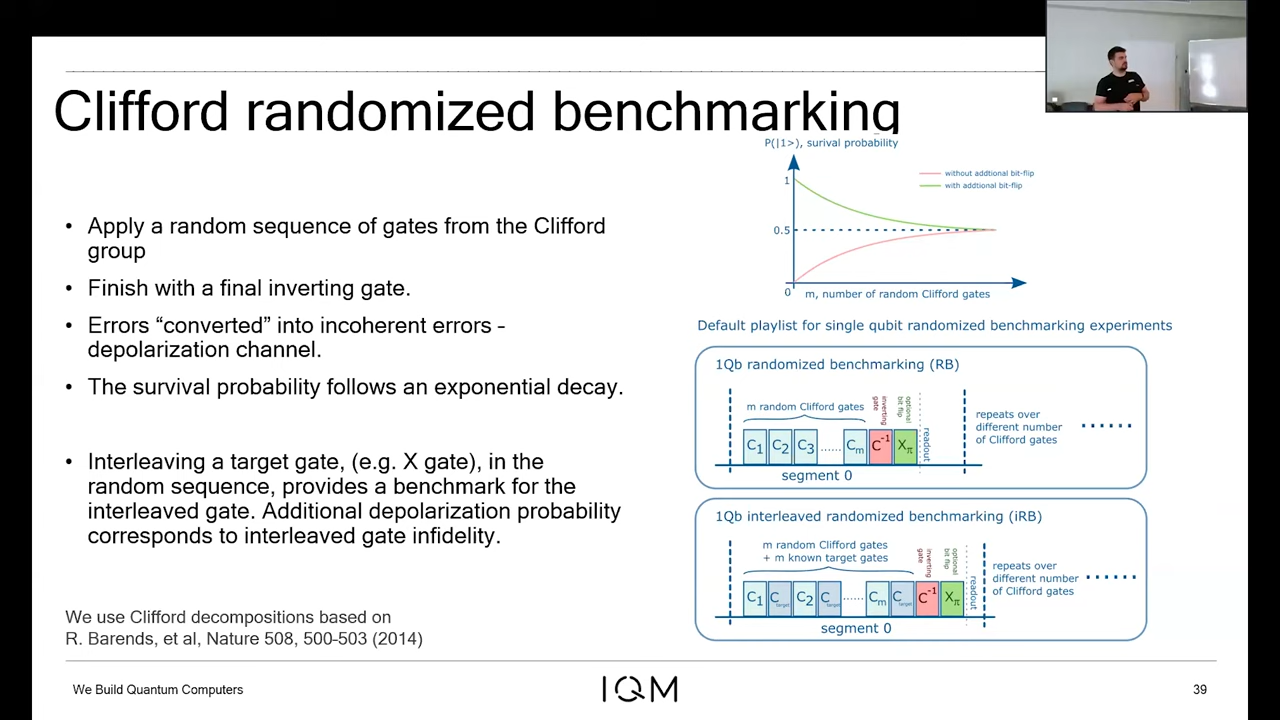 Clifford randomized benchmarking
• Apply a random sequence of gates from the Clifford
group
• Finish with a final inverting gate.
• Errors “converted” into incoherent errors -
depolarization channel.
• The survival probability follows an exponential decay.
• Interleaving a target gate, (e.g. X gate), in the
random sequence, provides a benchmark for the
interleaved gate. Additional depolarization probability
corresponds to interleaved gate infidelity.
We use Clifford decompositions based on
R. Barends, et al, Nature 508, 500-503 (2014)
P(|1>), surival probability
1
0.5
0
without addtional bit-flip
with addtional bit-flip
m, number of random Clifford gates
Default playlist for single qubit randomized benchmarking experiments
1Qb randomized benchmarking (RB)
m random Clifford gates
inverting
gate
optional
bit flip
C1 C2 C3 ...... Cm C-1 Xπ
readout
segment 0
repeats over
different number
of Clifford gates
......
1Qb interleaved randomized benchmarking (iRB)
m random Clifford gates
+ m known target gates
inverting
gate
optional
bit flip
C1 Ctarget C2 Ctarget ...... Cm Ctarget C-1 Xπ
readout
segment 0
repeats over
different number
of Clifford gates
......
We Build Quantum Computers
IQM
39